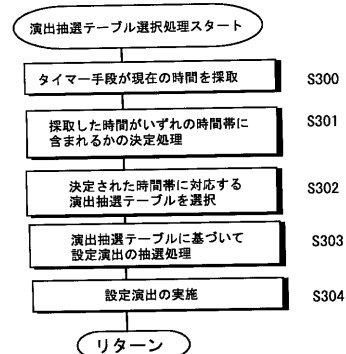 演出抽選テーブル選択処理スタート
タイマー手段が現在の時間を採取
S300
採取した時間がいずれの時間帯に
含まれるかの決定処理
S301
決定された時間帯に対応する
演出抽選テーブルを選択
S302
演出抽選テーブルに基づいて
設定演出の抽選処理
S303
設定演出の実施
S304
リターン